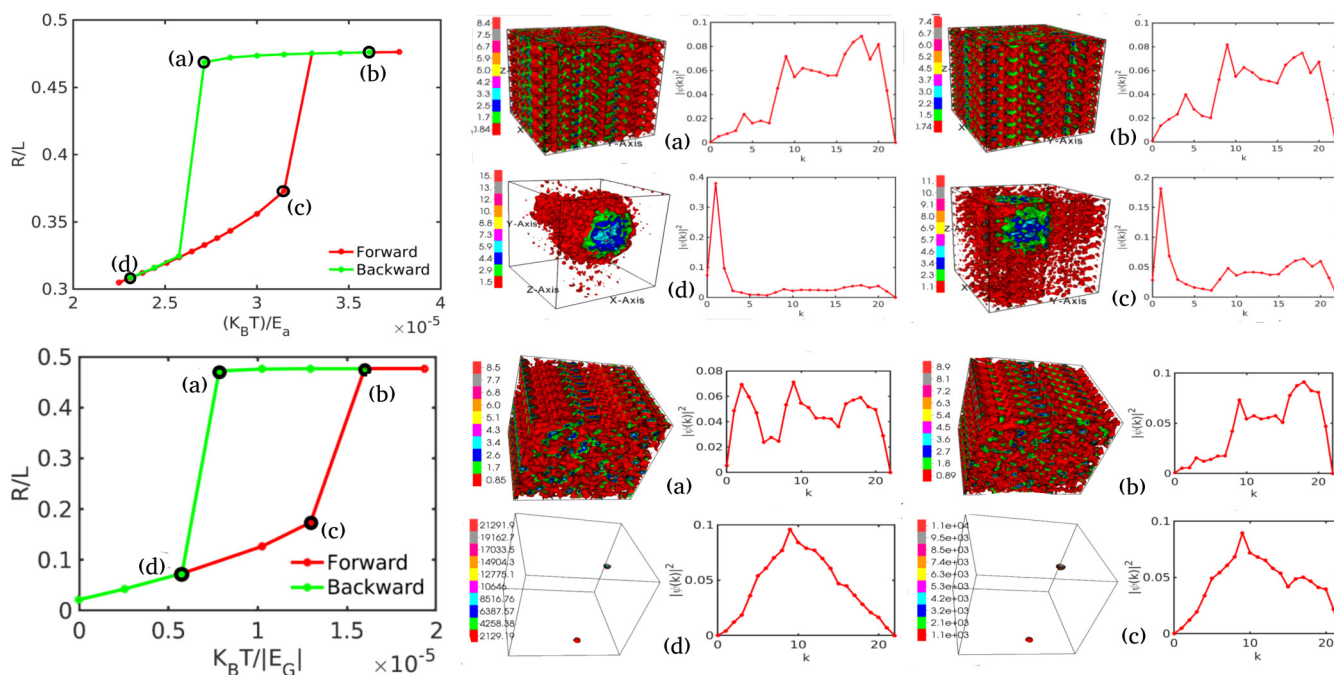 0.5
0.45
0.4
0.35
0.3
R/L
(a)
(b)
(c)
(d)
Forward
Backward
2 2.5 3 3.5 4
(K_BT)/E_a
×10⁻⁵
8.4
7.5
6.7
5.9
5.0
4.2
3.3
2.5
1.7
0.84
Y-Axis
(a)
0.1
0.08
0.06
0.04
0.02
0
|ψ(k)|²
0 10 20
k
7.4
6.7
6.0
5.2
4.5
3.7
3.0
2.2
1.5
0.74
Y-Axis
(b)
0.1
0.08
0.06
0.04
0.02
0
|ψ(k)|²
0 10 20
k
15.
13.
12.
10.
8.8
7.3
5.9
4.4
2.9
1.5
Y-Axis
Z-Axis
X-Axis
(d)
0.4
0.3
0.2
0.1
0
|ψ(k)|²
0 10 20
k
11.
10.
9.1
8.0
6.9
5.7
4.6
3.4
2.3
1.1
Y-Axis
(c)
0.2
0.15
0.1
0.05
0
|ψ(k)|²
0 10 20
k
0.5
0.4
0.3
0.2
0.1
0
R/L
(a)
(b)
(c)
(d)
Forward
Backward
0 0.5 1 1.5 2
K_BT/|E_G|
×10⁻⁵
8.5
7.7
6.8
6.0
5.1
4.3
3.4
2.6
1.7
0.85
(a)
0.08
0.06
0.04
0.02
0
|ψ(k)|²
0 10 20
k
8.9
8.1
7.2
6.3
5.4
4.5
3.6
2.7
1.8
0.89
(b)
0.1
0.05
0
|ψ(k)|²
0 10 20
k
21291.9
19162.7
17033.5
14904.3
12775.1
10646.
8516.76
6387.57
4258.38
2129.19
(d)
0.1
0.05
0
|ψ(k)|²
0 10 20
k
1.1e+04
9.5e+03
8.5e+03
7.4e+03
6.3e+03
5.3e+03
4.2e+03
3.2e+03
2.1e+03
1.1e+03
(c)
0.1
0.05
0
|ψ(k)|²
0 10 20
k